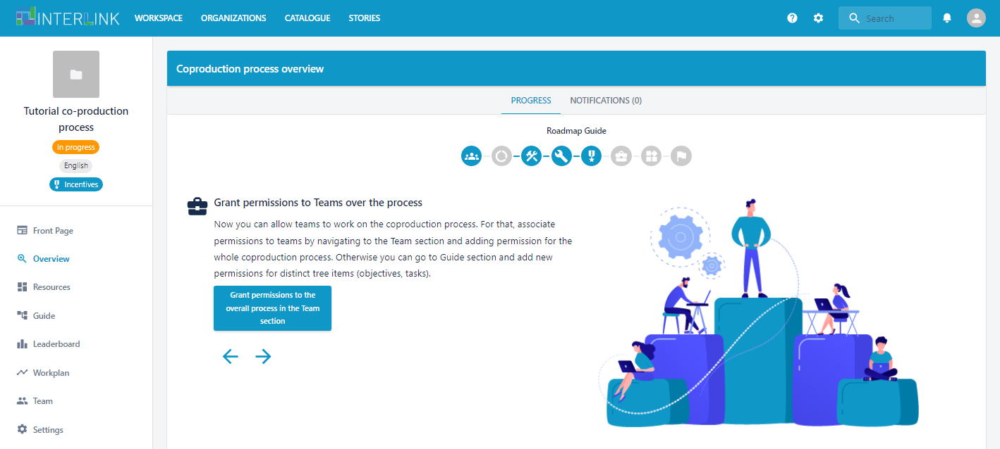 INTERLINK
WORKSPACE
ORGANIZATIONS
CATALOGUE
STORIES
Search
Tutorial co-production
process
In progress
English
Incentives
Front Page
Overview
Resources
Guide
Leaderboard
Workplan
Team
Settings
Coproduction process overview
PROGRESS
NOTIFICATIONS (0)
Roadmap Guide
Grant permissions to Teams over the process
Now you can allow teams to work on the coproduction process. For that, associate
permissions to teams by navigating to the Team section and adding permission for the
whole coproduction process. Otherwise you can go to Guide section and add new
permissions for distinct tree items (objectives, tasks).
Grant permissions to the
overall process in the Team
section